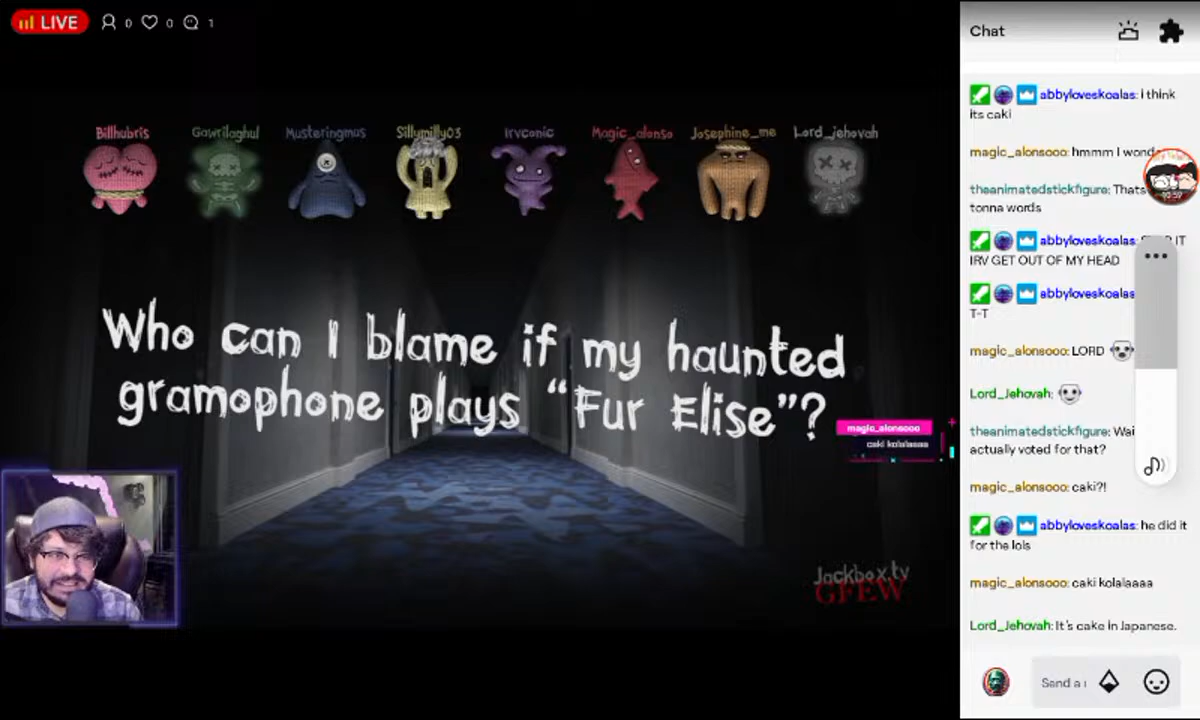 LIVE 0 0 1
Billhubris Gawrilaghul Musteringmus Sillymilly03 Irvconic Magic_alonso Josephine_me Lord_jehovah
Who can I blame if my haunted
gramophone plays “Fur Elise”?
magic_alonsooo
caki kolalaaaa
Jackbox.tv
GFEW
Chat
abbyloveskoalas: i think
its caki
magic_alonsooo: hmmm I
theanimatedstickfigure: Thats
tonna words
abbyloveskoalas: IT
IRV GET OUT OF MY HEAD
abbyloveskoalas
T-T
magic_alonsooo: LORD
Lord_Jehovah:
theanimatedstickfigure:
actually voted for that?
magic_alonsooo: caki?!
abbyloveskoalas: he did it
for the lols
magic_alonsooo: caki kolalaaaa
Lord_Jehovah: It's cake in Japanese.
Send a